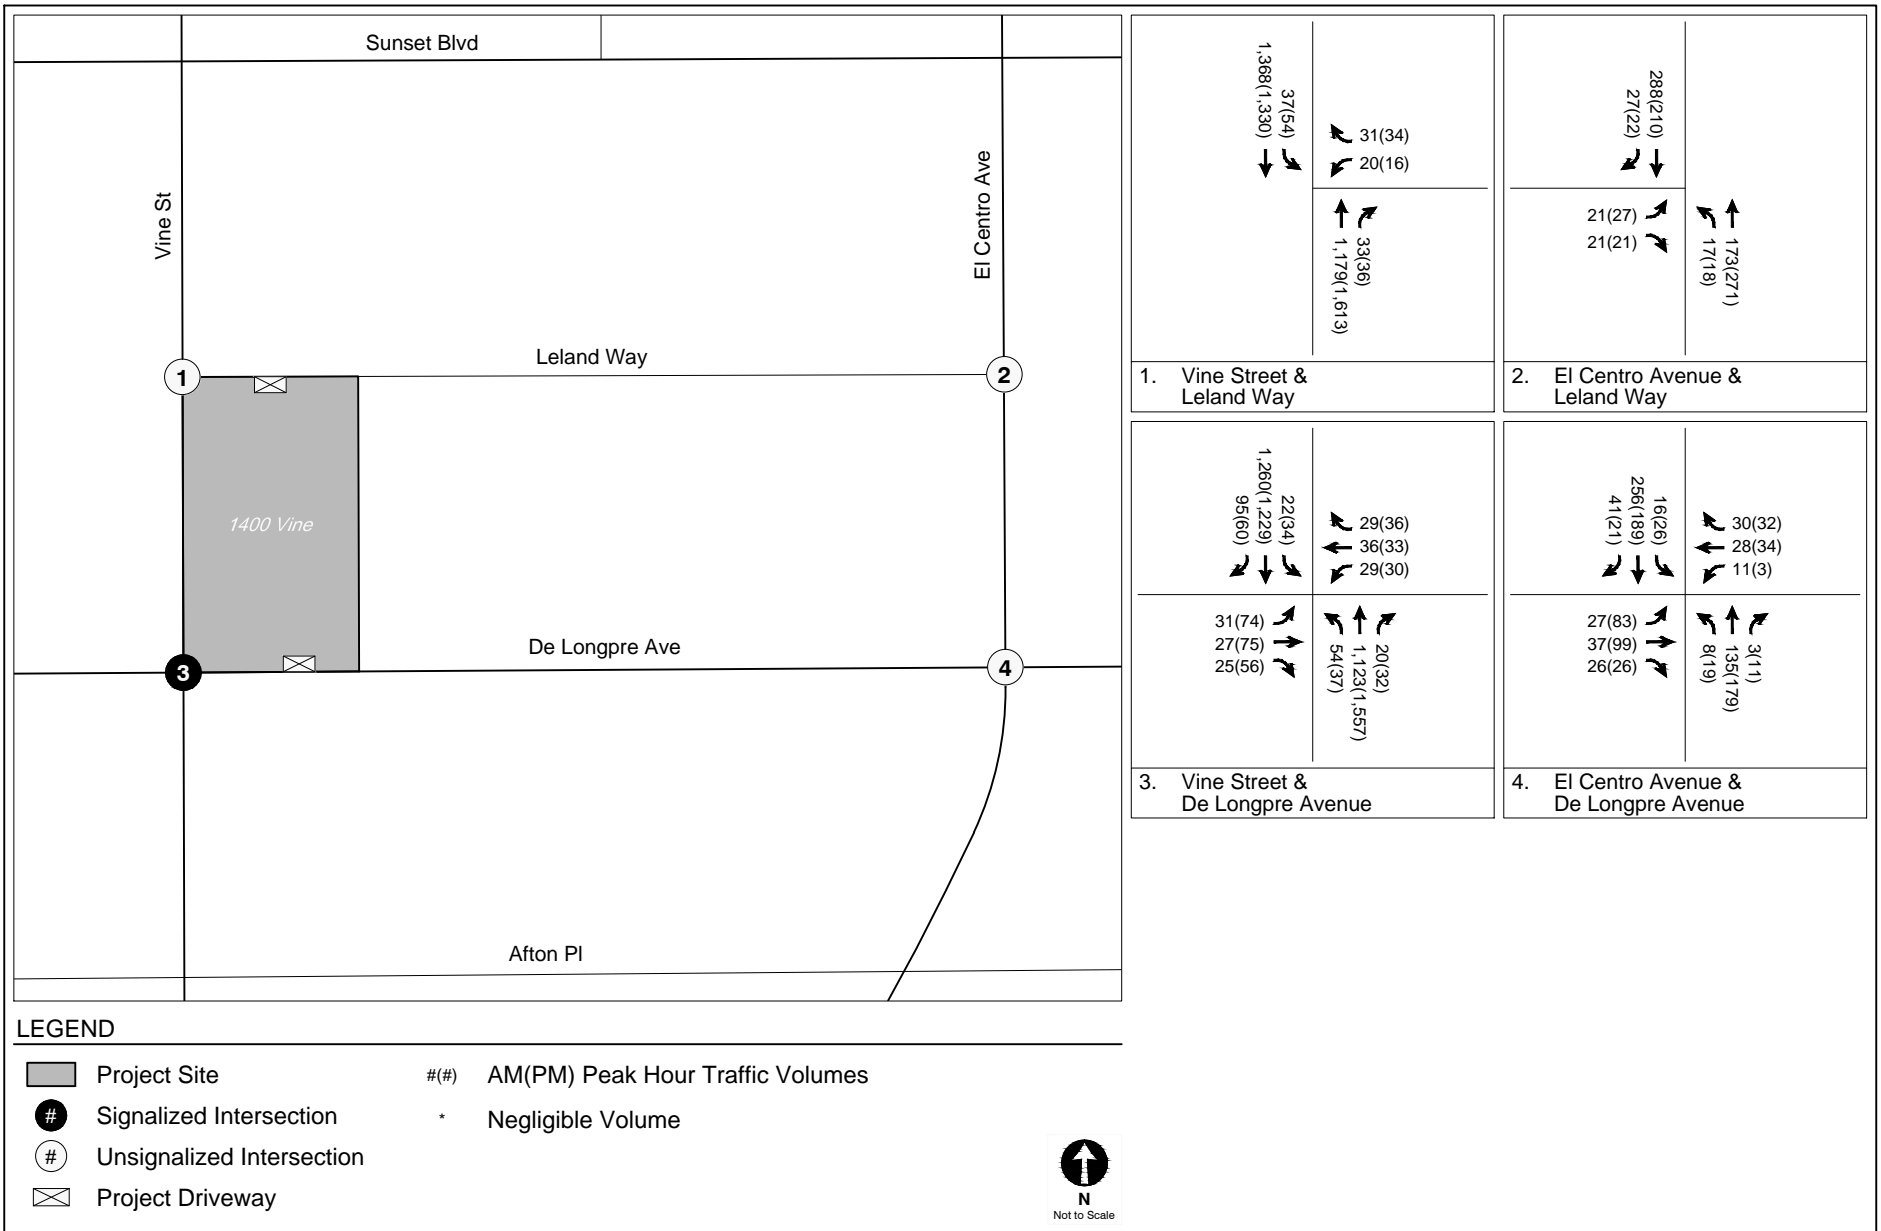 Sunset Blvd
Vine St
El Centro Ave
Leland Way
1
2
1400 Vine
De Longpre Ave
3
4
Afton Pl
1,368(1,330)
37(54)
31(34)
20(16)
1,179(1,613)
33(36)
1. Vine Street &
Leland Way
27(22)
288(210)
21(27)
21(21)
17(18)
173(271)
2. El Centro Avenue &
Leland Way
95(60)
1,260(1,229)
22(34)
29(36)
36(33)
29(30)
31(74)
27(75)
25(56)
54(37)
1,123(1,557)
20(32)
3. Vine Street &
De Longpre Avenue
41(21)
256(189)
16(26)
30(32)
28(34)
11(3)
27(83)
37(99)
26(26)
8(19)
135(179)
3(11)
4. El Centro Avenue &
De Longpre Avenue
LEGEND
Project Site
#(#) AM(PM) Peak Hour Traffic Volumes
# Signalized Intersection
* Negligible Volume
# Unsignalized Intersection
Project Driveway
N
Not to Scale